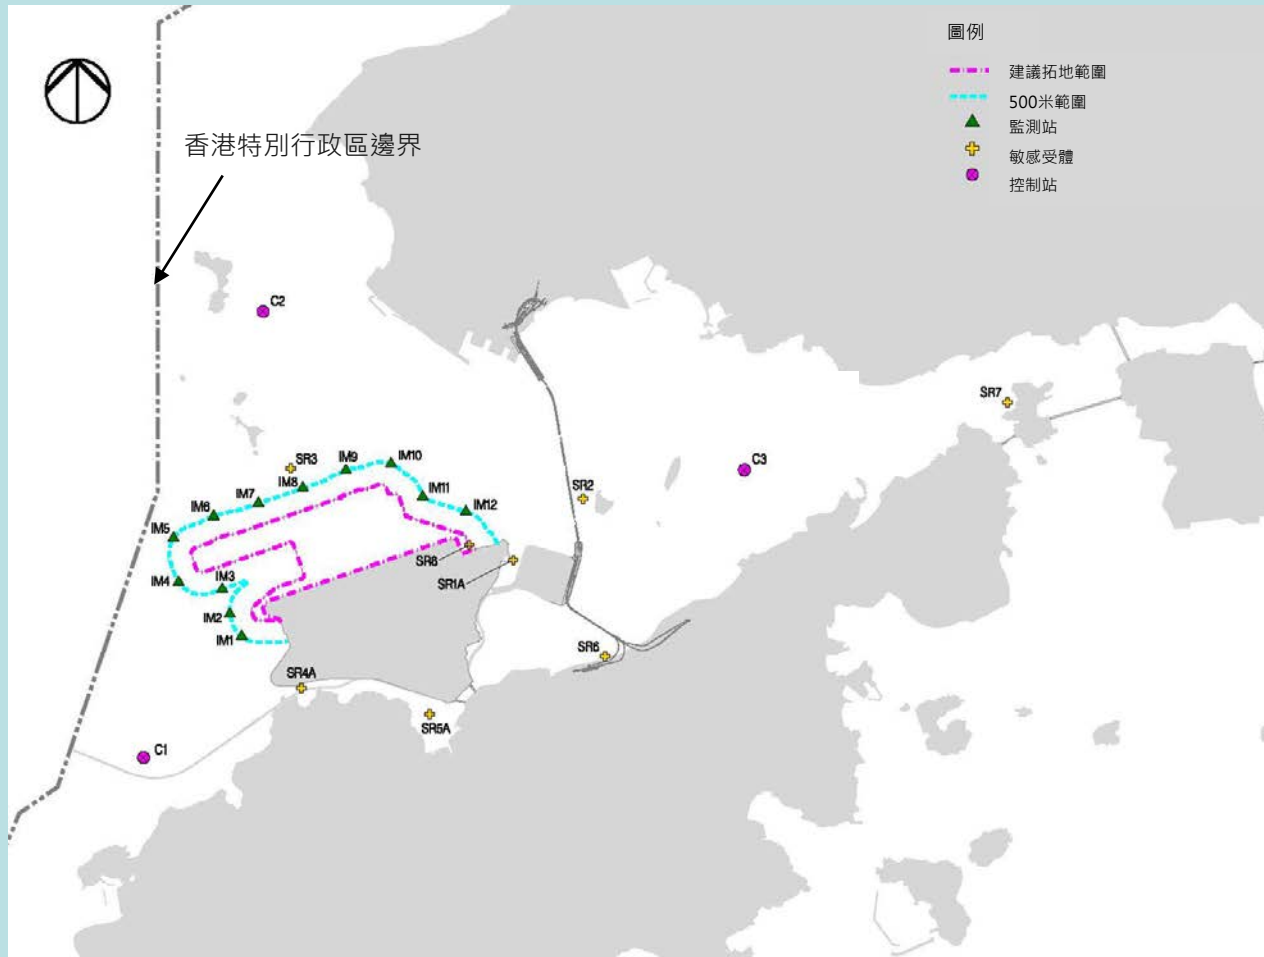 圖例
建議拓地範圍
500米範圍
監測站
敏感受體
控制站
香港特別行政區邊界
C2
SR7
SR3
IM9
IM10
C3
IM8
IM7
IM11
SR2
IM6
IM12
IM5
SR8
SR1A
IM4
IM3
IM2
IM1
SR6
SR4A
SR5A
C1